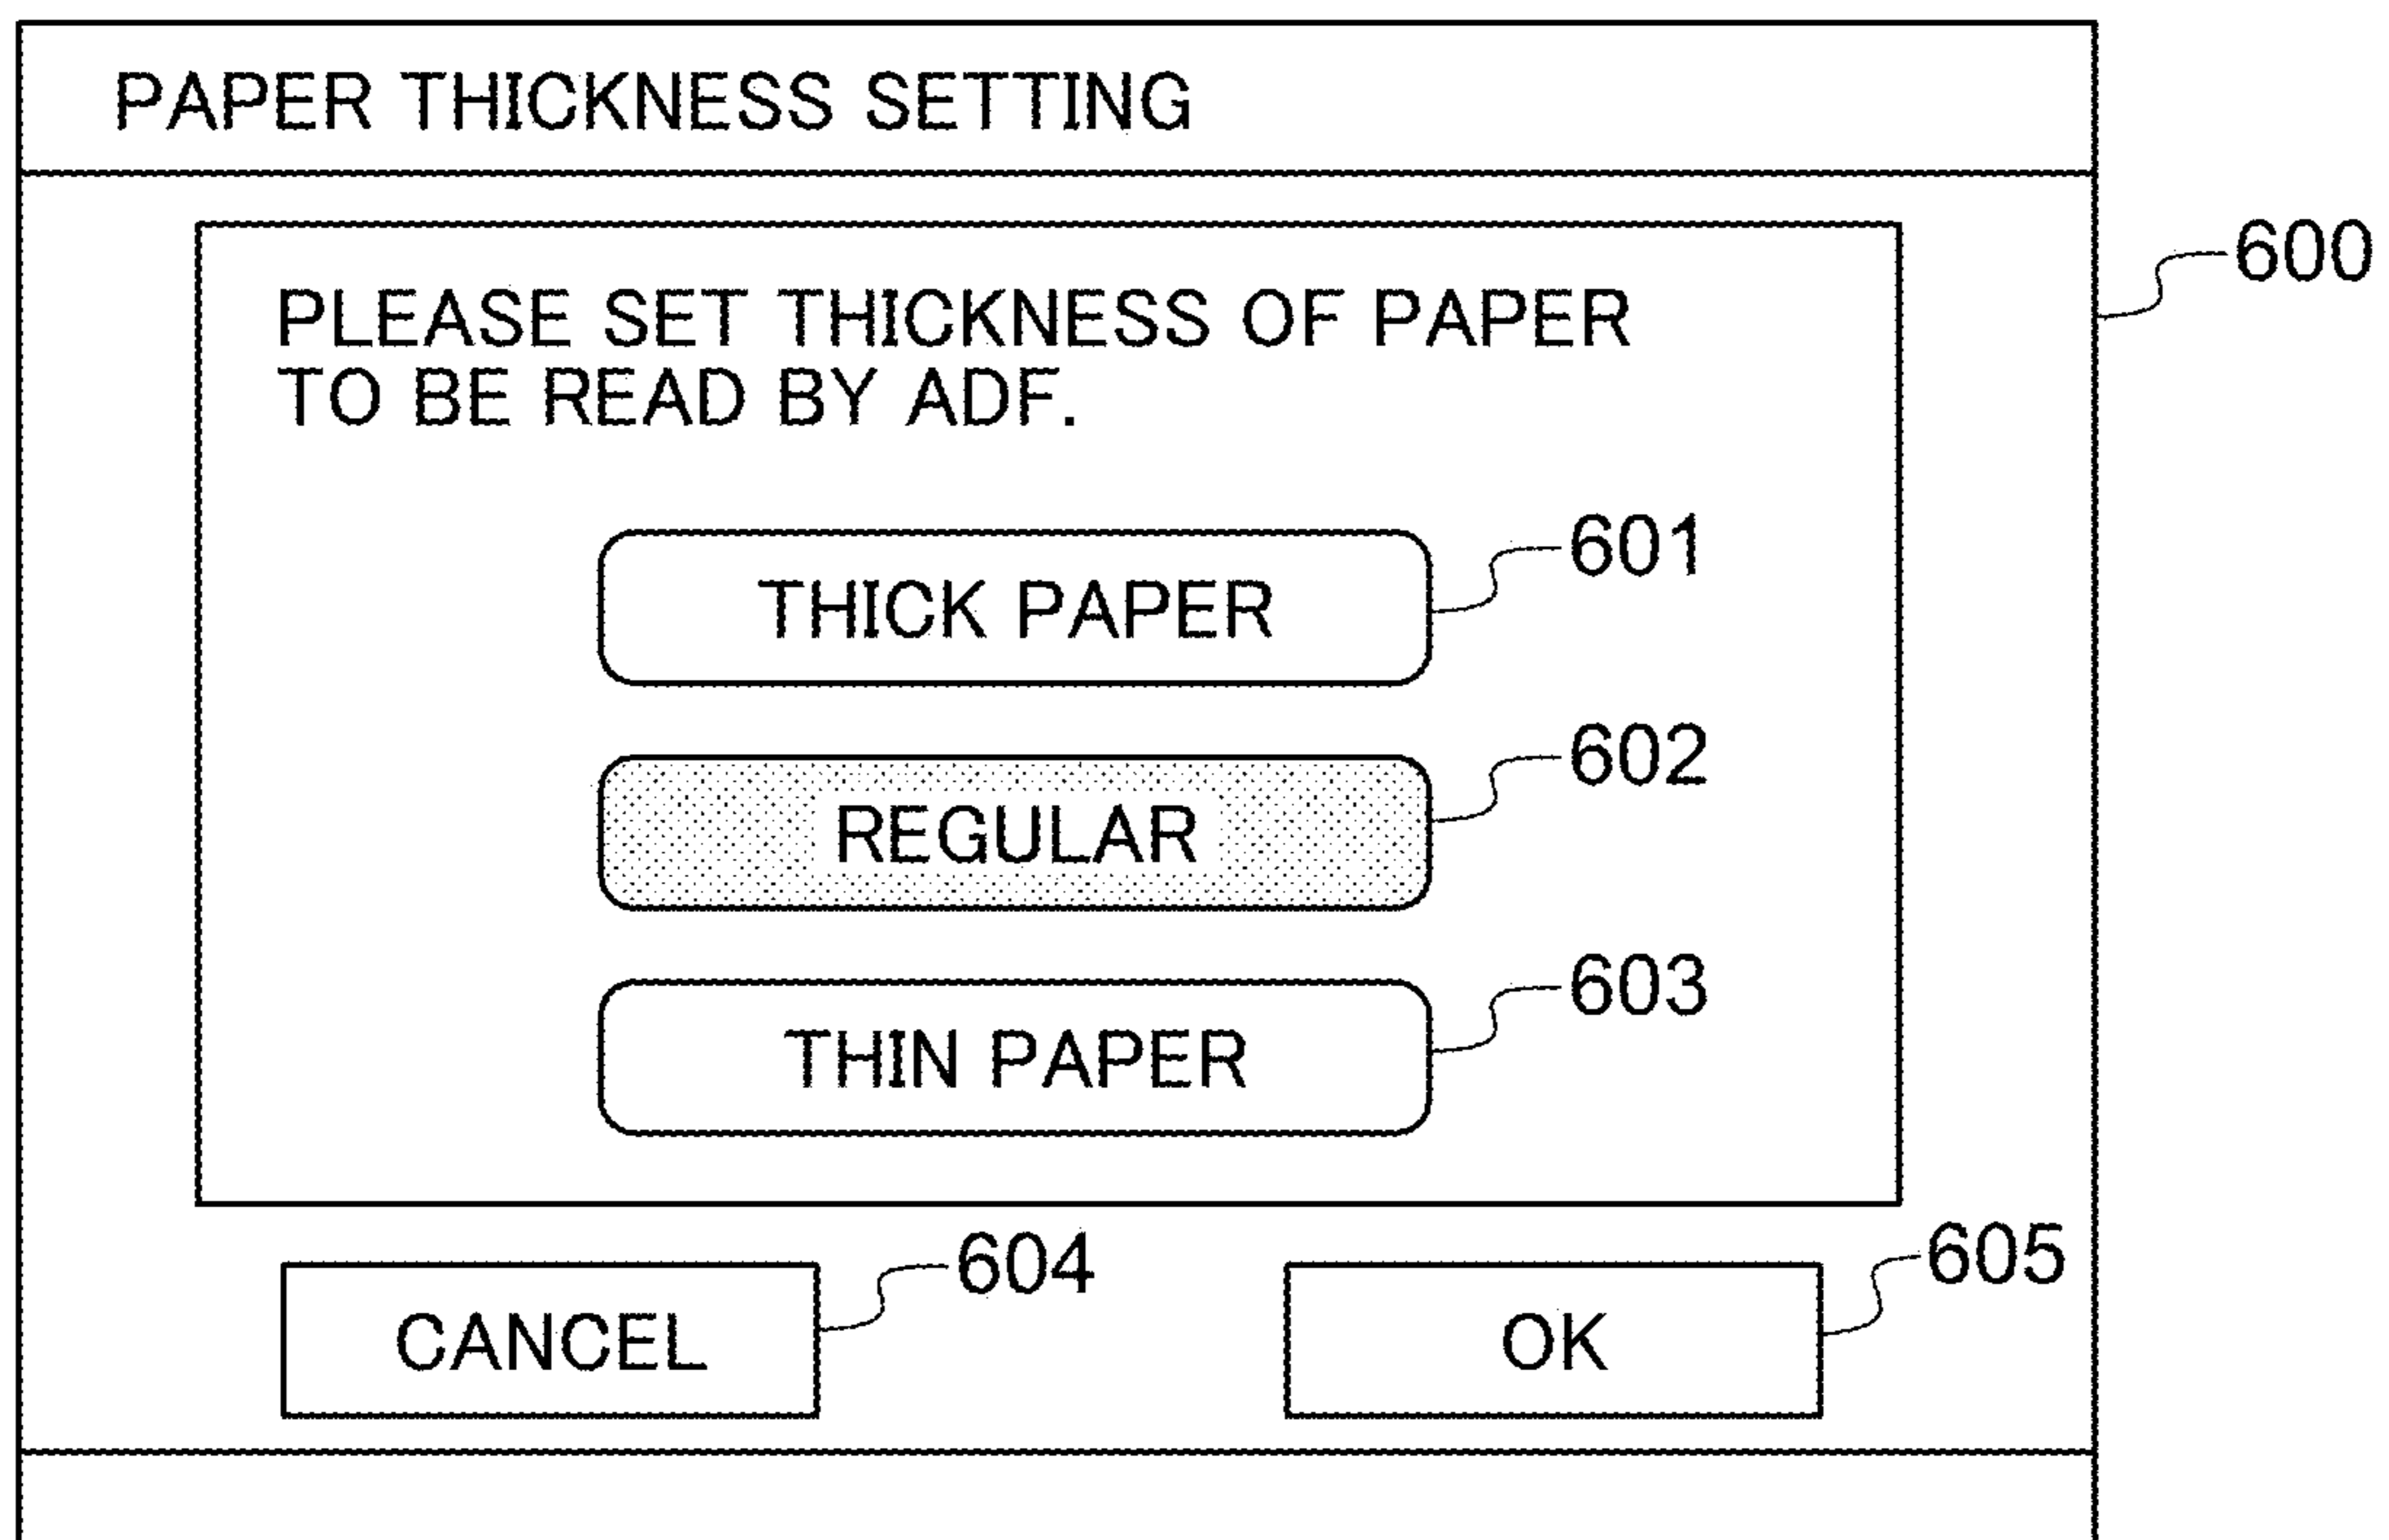 PAPER THICKNESS SETTING
600
PLEASE SET THICKNESS OF PAPER
TO BE READ BY ADF.
601
THICK PAPER
602
REGULAR
603
THIN PAPER
604
CANCEL
605
OK